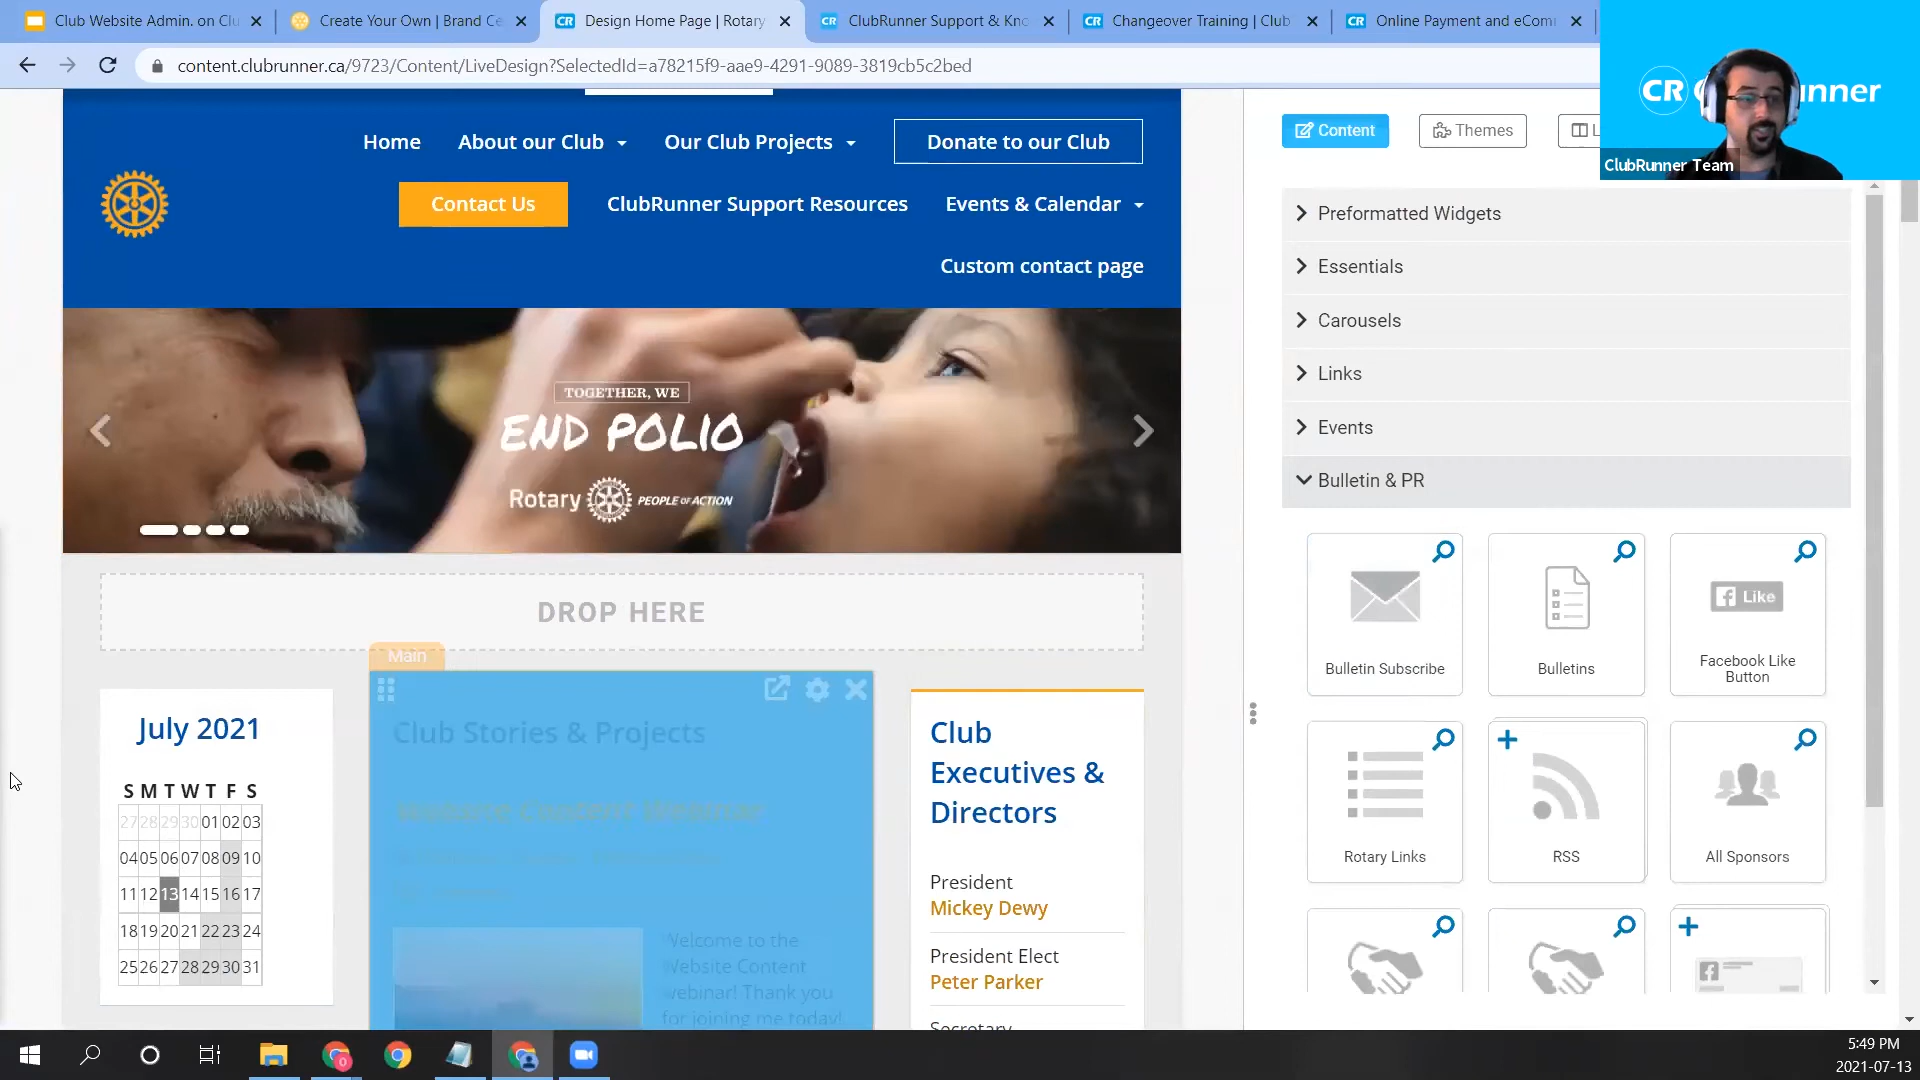 Club Website Admin. on Clu
Create Your Own | Brand Ce
Design Home Page | Rotary
ClubRunner Support & Kno
Changeover Training | Club
Online Payment and eComm
content.clubrunner.ca/9723/Content/LiveDesign?SelectedId=a78215f9-aae9-4291-9089-3819cb5c2bed
CR
unner
ClubRunner Team
Home
About our Club
Our Club Projects
Donate to our Club
Contact Us
ClubRunner Support Resources
Events & Calendar
Custom contact page
TOGETHER, WE
END POLIO
Rotary
PEOPLE OF ACTION
DROP HERE
Main
July 2021
S M T W T F S
27 28 29 30 01 02 03
04 05 06 07 08 09 10
11 12 13 14 15 16 17
18 19 20 21 22 23 24
25 26 27 28 29 30 31
Club Stories & Projects
Website Content Webinar
Welcome to the
Website Content
webinar! Thank you
for joining me today!
Club
Executives &
Directors
President
Mickey Dewy
President Elect
Peter Parker
Secretary
Content
Themes
L
Preformatted Widgets
Essentials
Carousels
Links
Events
Bulletin & PR
Bulletin Subscribe
Bulletins
Like
Facebook Like
Button
Rotary Links
RSS
All Sponsors
5:49 PM
2021-07-13